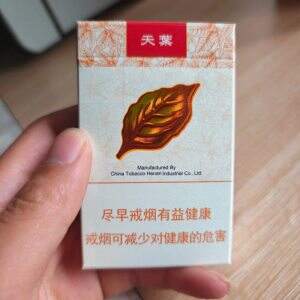 天葉
Manufactured By
China Tobacco Henan Industrial Co., Ltd
尽早戒烟有益健康
戒烟可减少对健康的危害